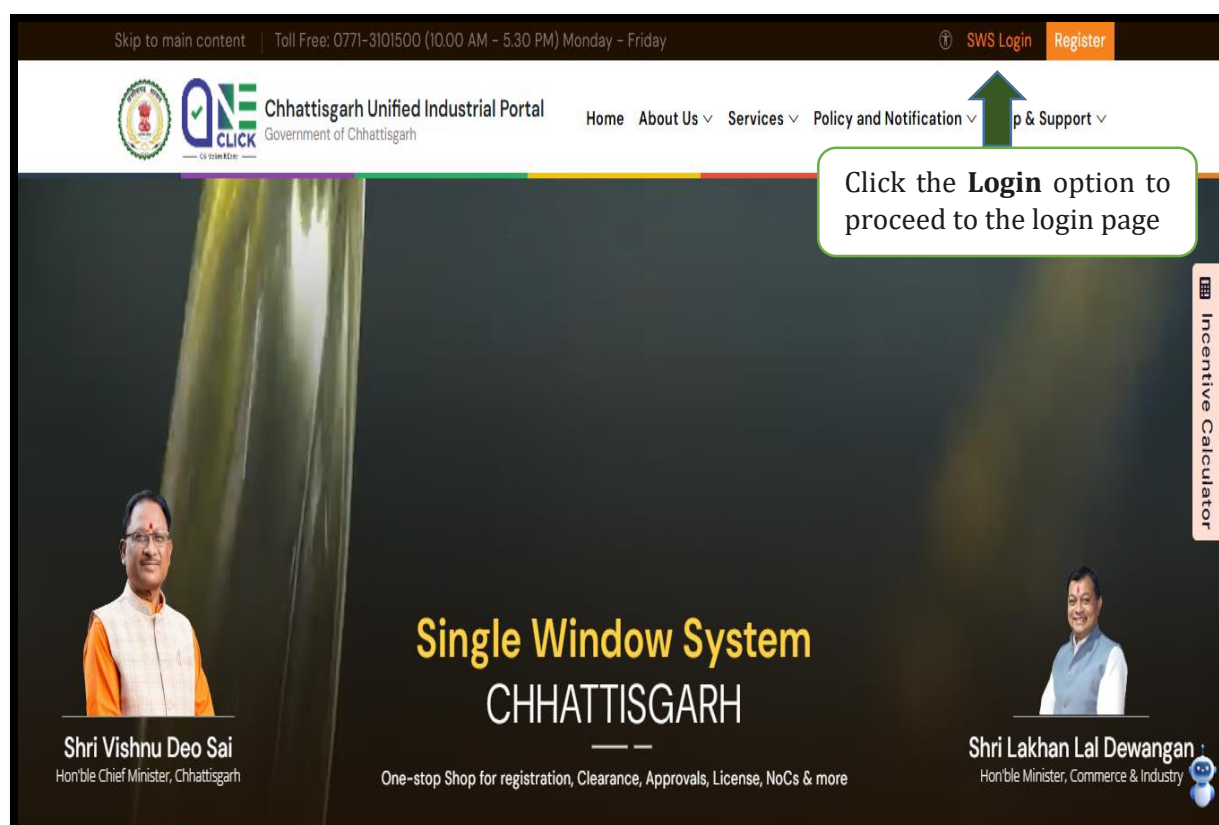 Skip to main content
Toll Free: 0771-3101500 (10.00 AM - 5.30 PM) Monday - Friday
SWS Login
Register
ONE
CLICK
Chhattisgarh Unified Industrial Portal
Government of Chhattisgarh
Home About Us Services Policy and Notification p & Support
Click the Login option to
proceed to the login page
Incentive Calculator
Single Window System
CHHATTISGARH
One-stop Shop for registration, Clearance, Approvals, License, NoCs & more
Shri Vishnu Deo Sai
Hon'ble Chief Minister, Chhattisgarh
Shri Lakhan Lal Dewangan
Hon'ble Minister, Commerce & Industry